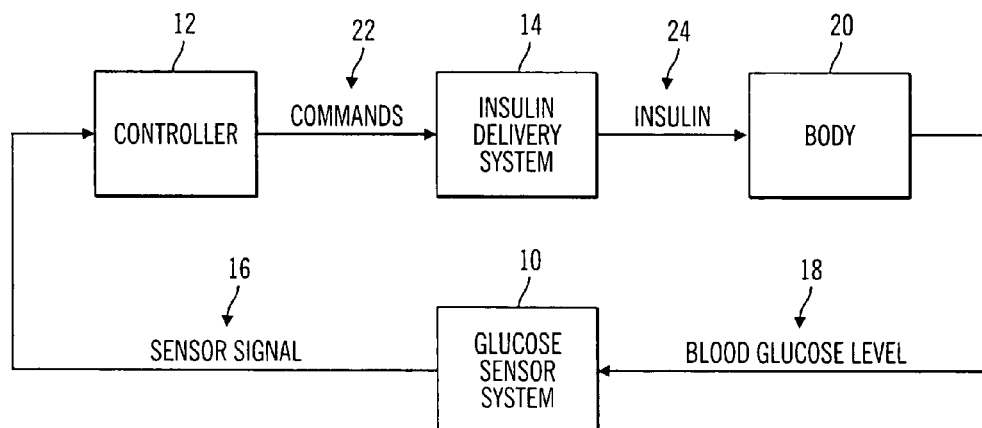 12
22
14
24
20
CONTROLLER
COMMANDS
INSULIN
DELIVERY
SYSTEM
INSULIN
BODY
16
10
18
SENSOR SIGNAL
GLUCOSE
SENSOR
SYSTEM
BLOOD GLUCOSE LEVEL